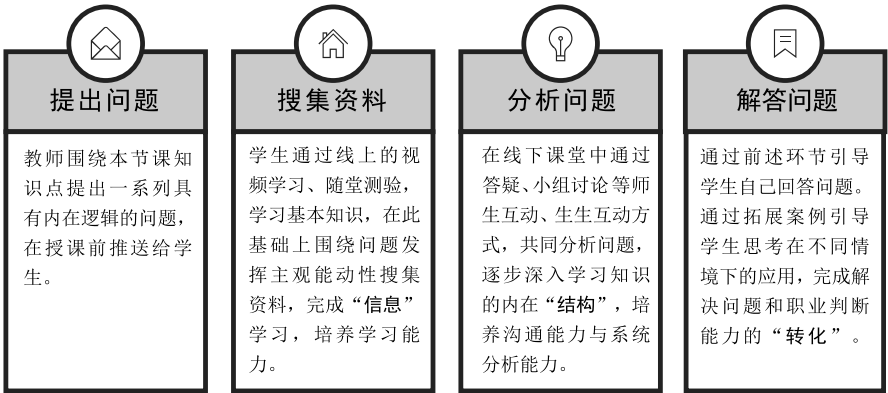 提出问题
教师围绕本节课知
识点提出一系列具
有内在逻辑的问题，
在授课前推送给学
生。
搜集资料
学生通过线上的视
频学习、随堂测验，
学习基本知识，在此
基础上围绕问题发
挥主观能动性搜集
资料，完成“信息”
学习，培养学习能
力。
分析问题
在线下课堂中通过
答疑、小组讨论等师
生互动、生生互动方
式，共同分析问题，
逐步深入学习知识
的内在“结构”，培
养沟通能力与系统
分析能力。
解答问题
通过前述环节引导
学生自己回答问题。
通过拓展案例引导
学生思考在不同情
境下的应用，完成解
决问题和职业判断
能力的“转化”。